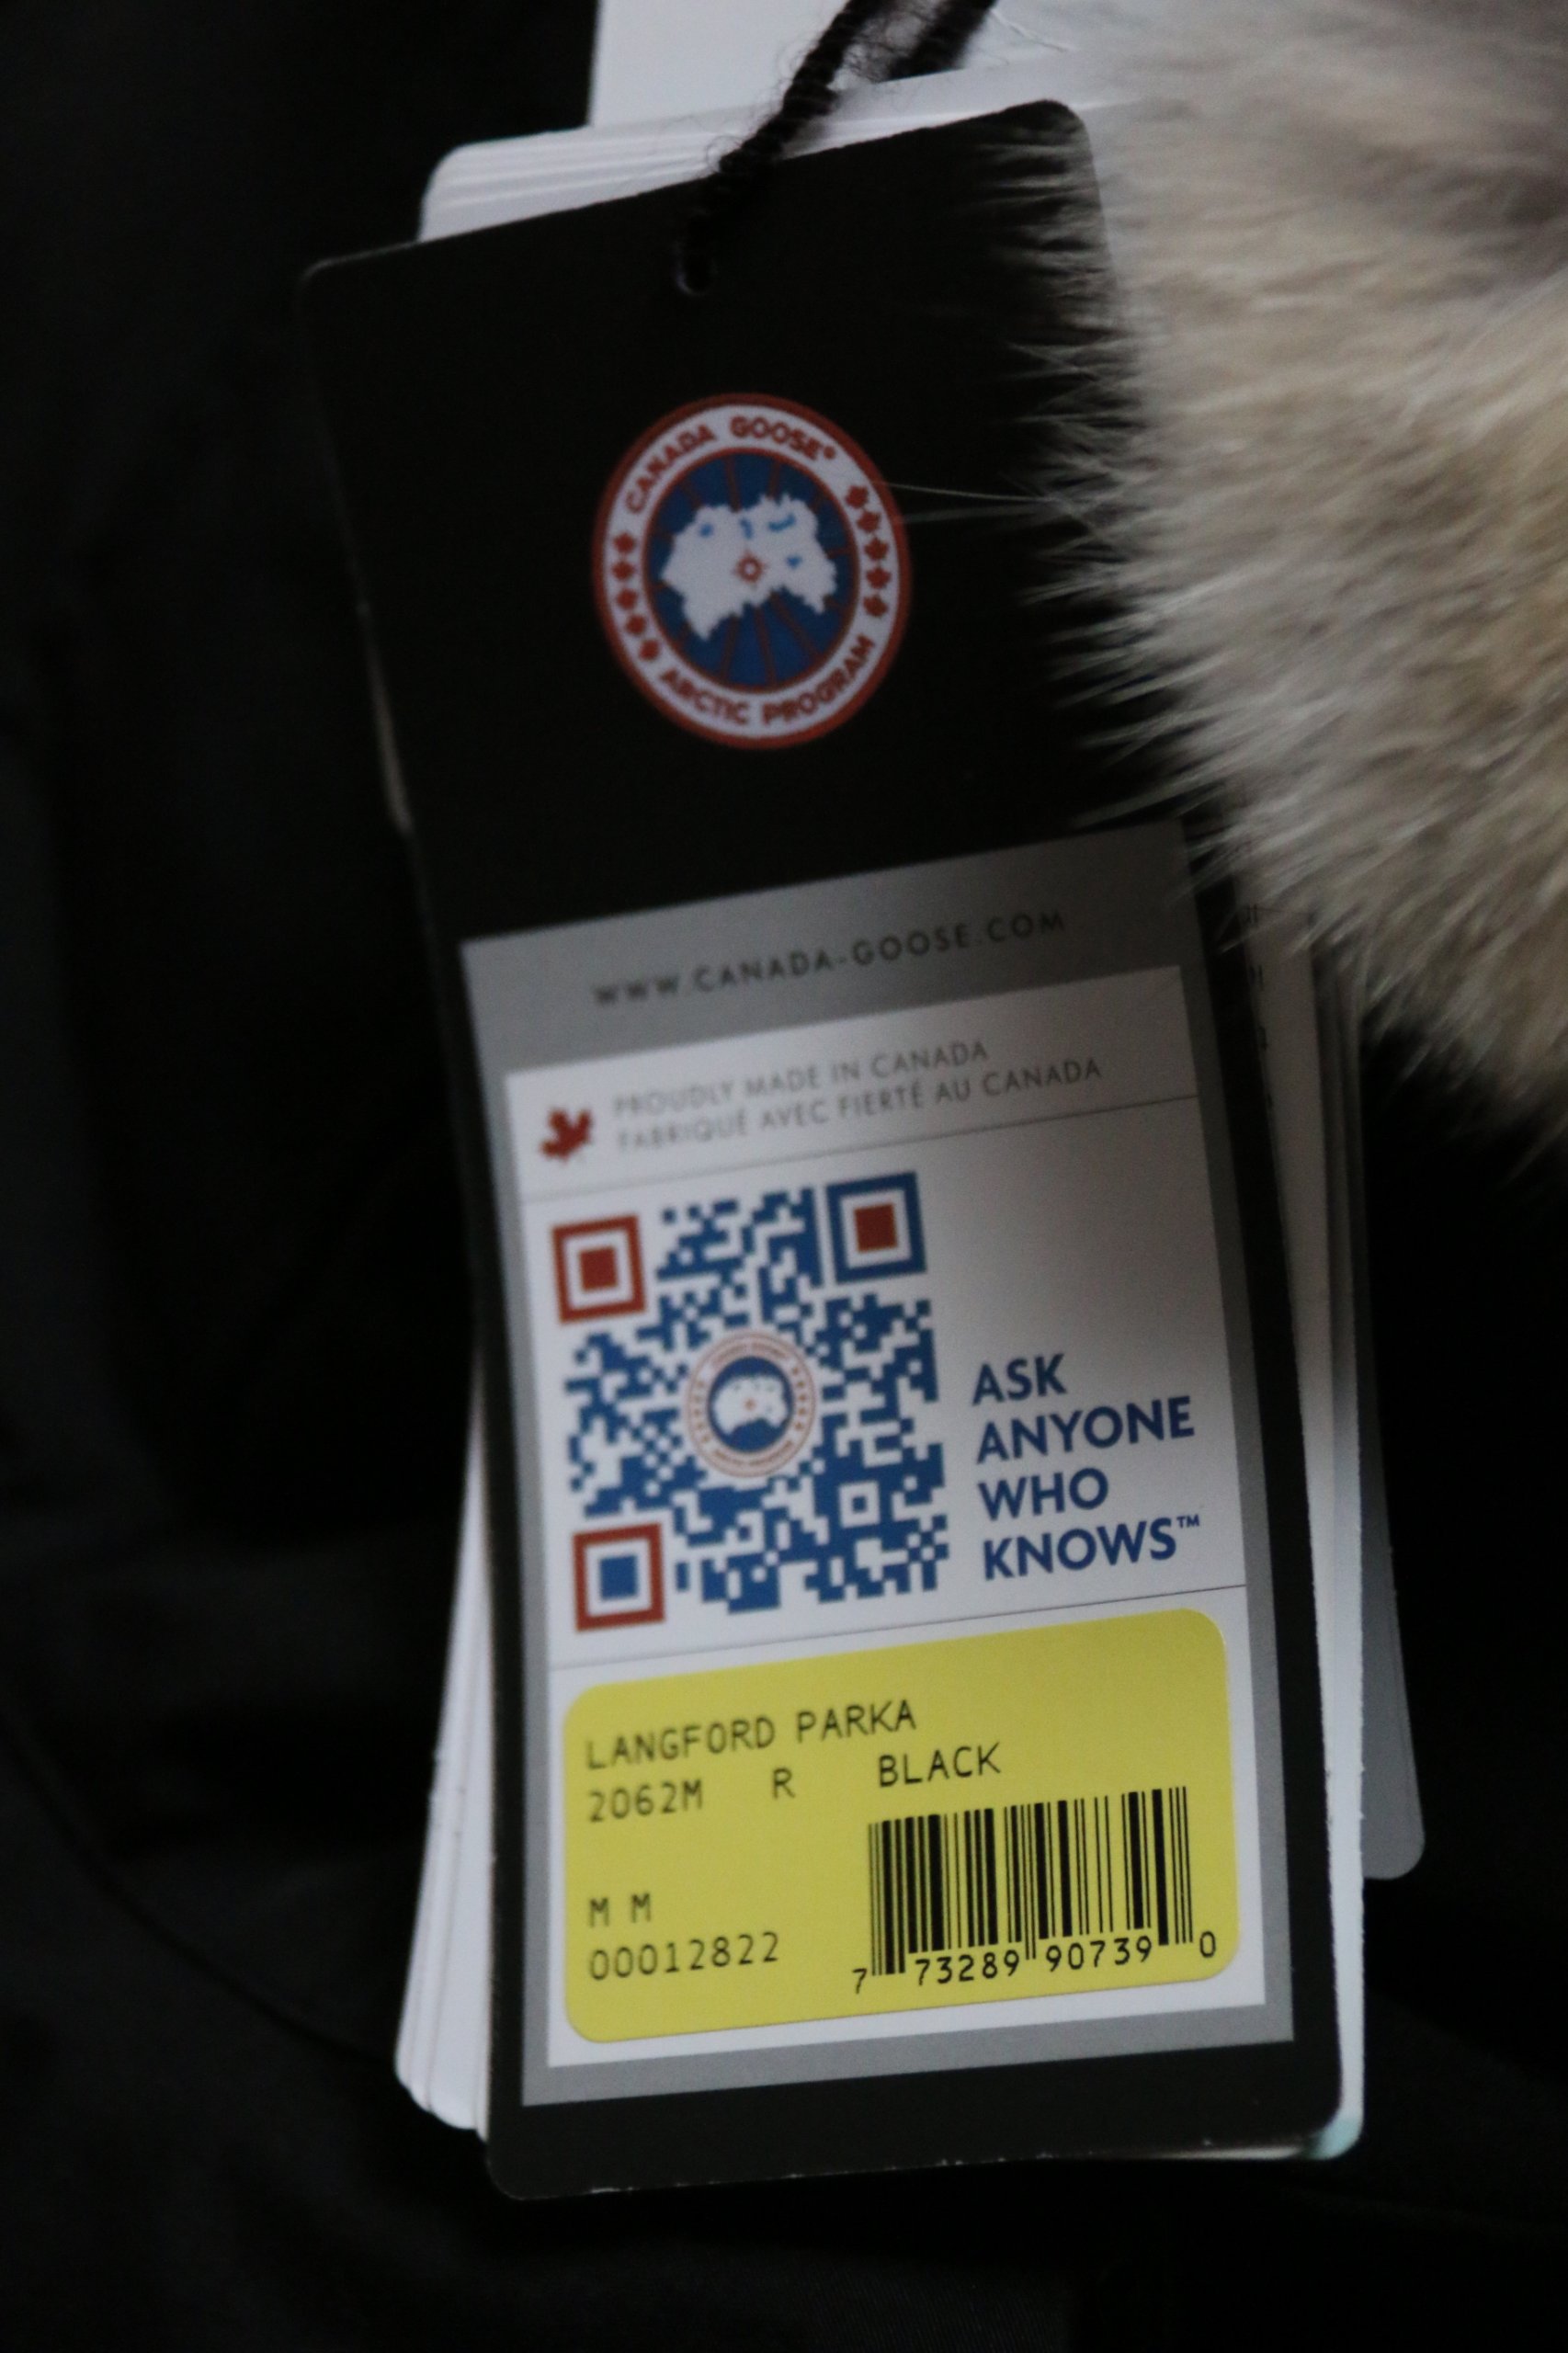 CANADA GOOSE®
ARCTIC PROGRAM
WWW.CANADA-GOOSE.COM
PROUDLY MADE IN CANADA
FABRIQUÉ AVEC FIERTÉ AU CANADA
ASK
ANYONE
WHO
KNOWS™
LANGFORD PARKA
2062M R BLACK
M M
00012822
7 73289 90739 0